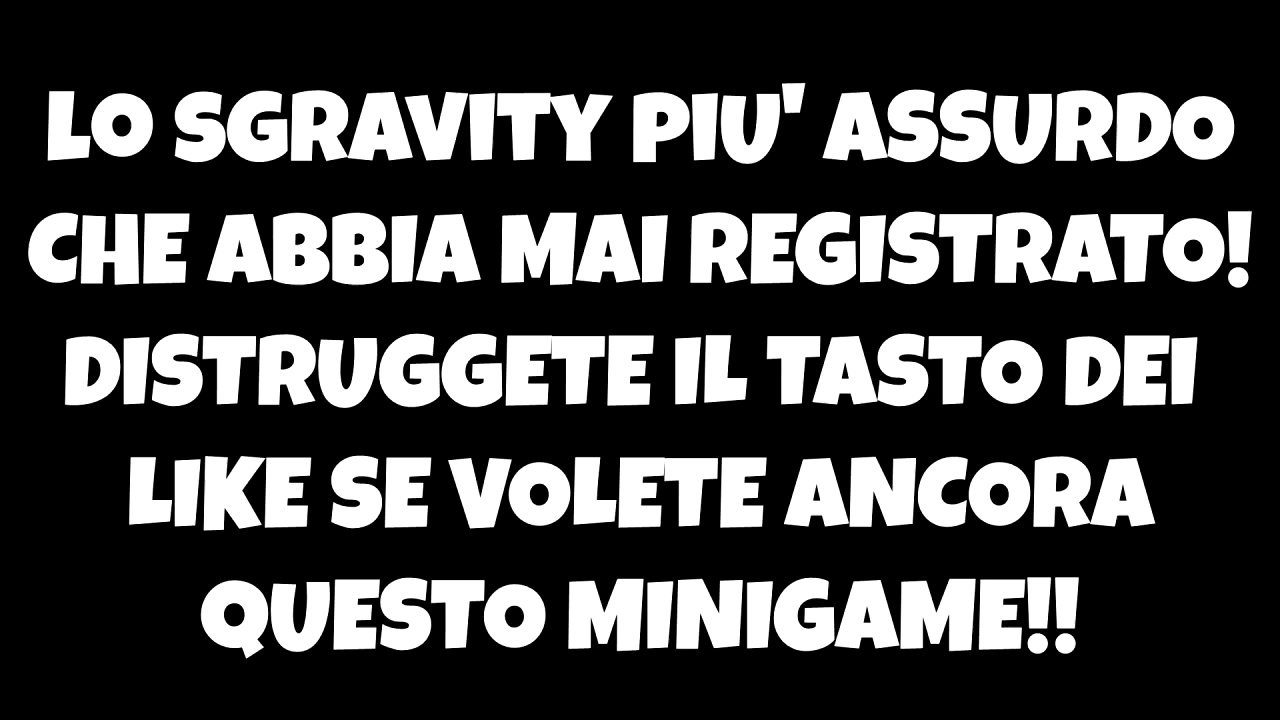 LO SGRAVITY PIU' ASSURDO
CHE ABBIA MAI REGISTRATO!
DISTRUGGETE IL TASTO DEI
LIKE SE VOLETE ANCORA
QUESTO MINIGAME!!